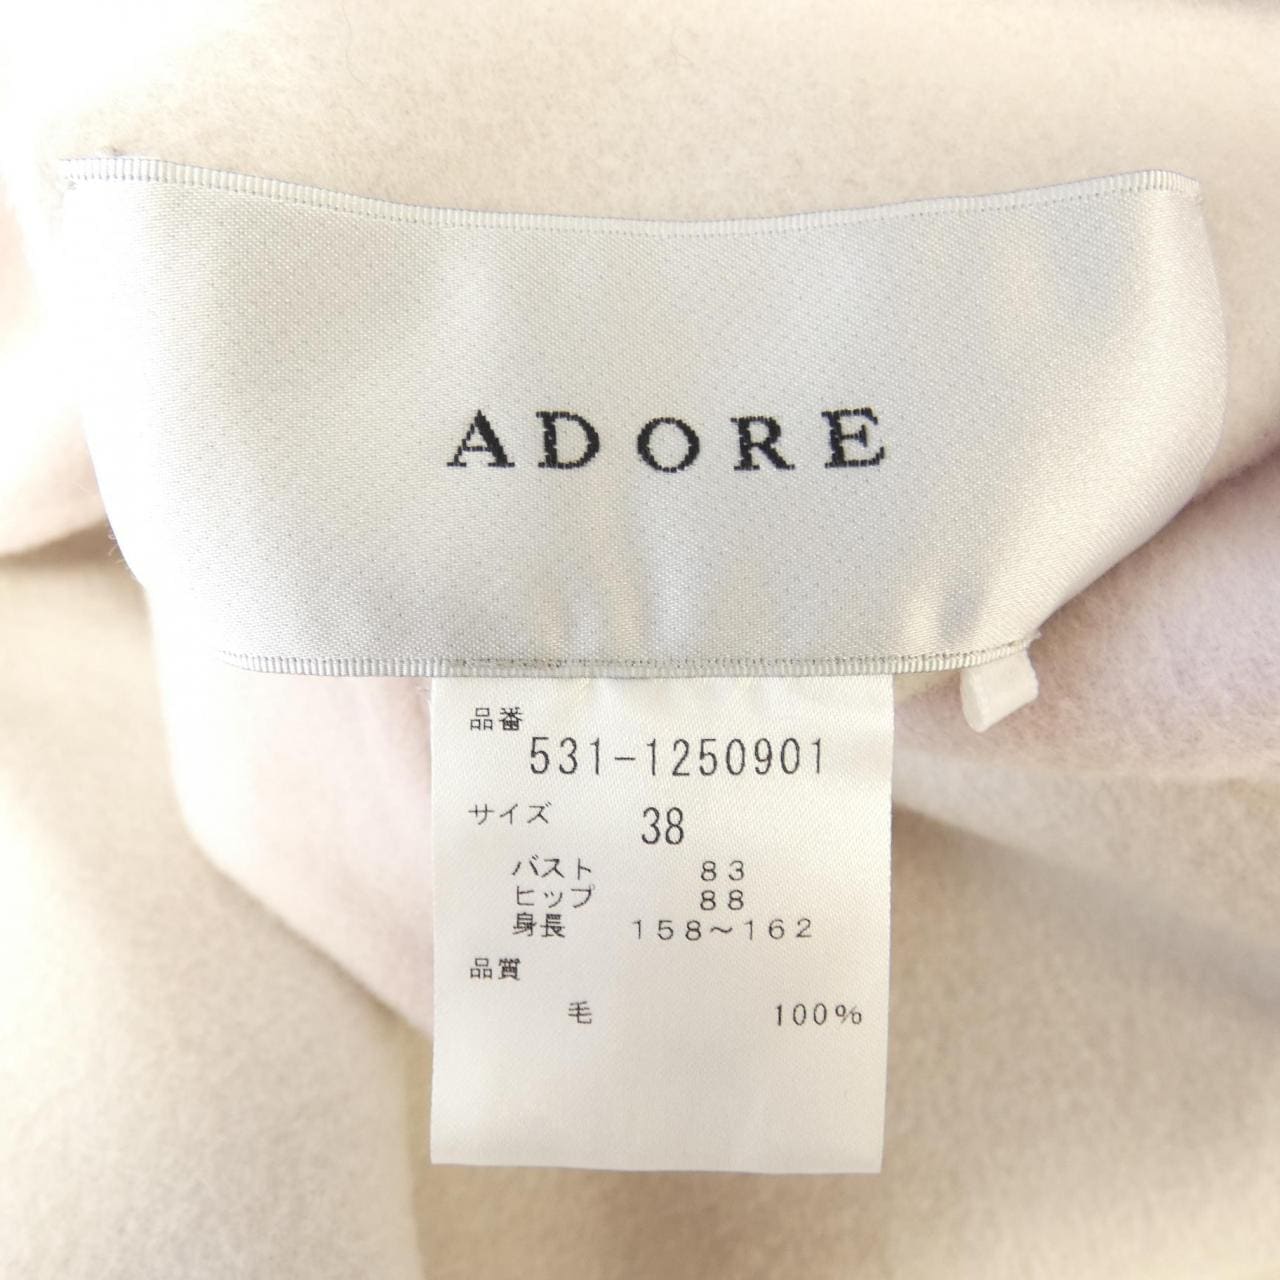 ADORE
品番
531-1250901
サイズ 38
バスト 83
ヒップ 88
身長 158～162
品質
毛 100%